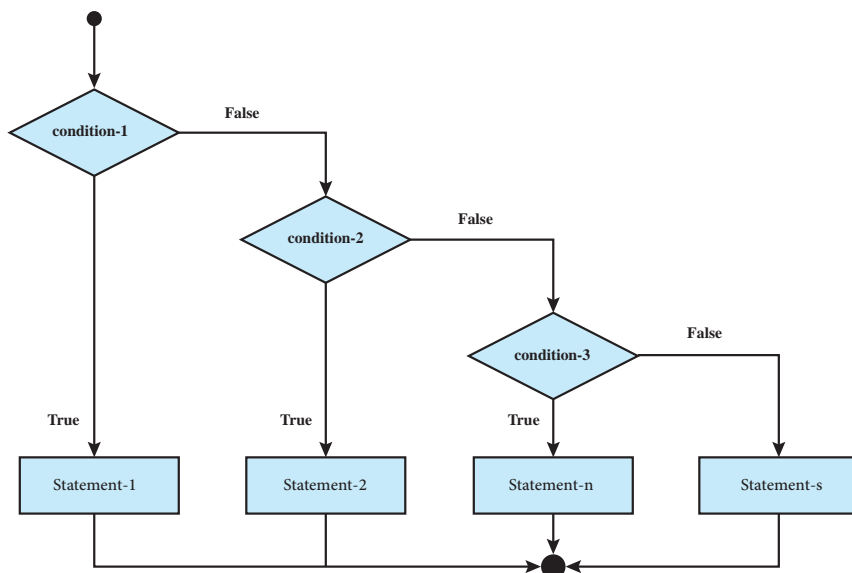 condition-1
False
condition-2
False
condition-3
False
True
True
True
Statement-1
Statement-2
Statement-n
Statement-s